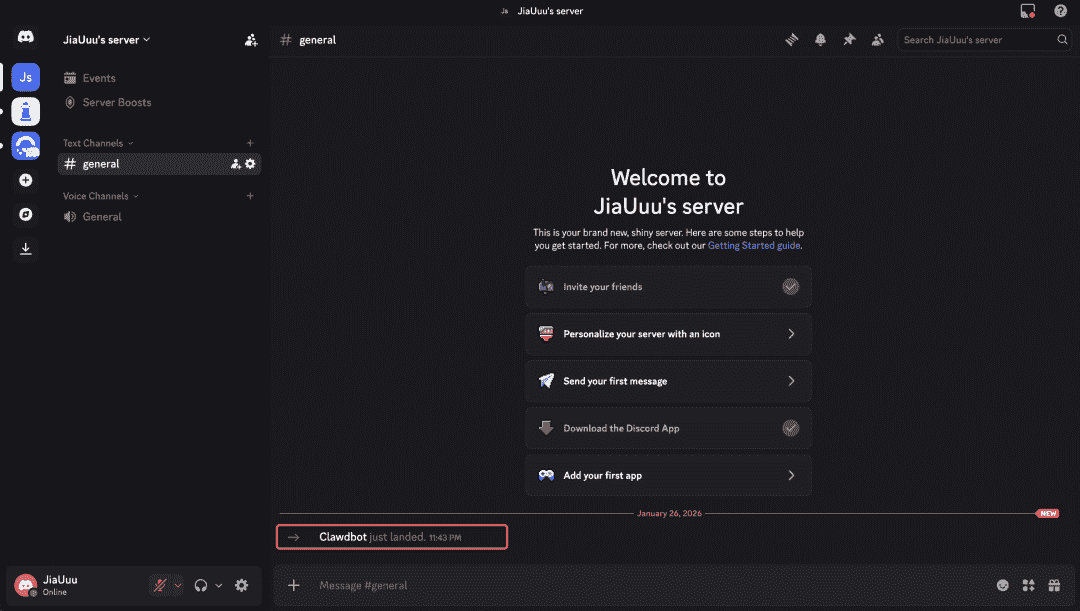 Js JiaUuu's server
JiaUuu's server
Js
Events
Server Boosts
Text Channels
# general
Voice Channels
General
JiaUuu
Online
# general
Search JiaUuu's server
Welcome to
JiaUuu's server
This is your brand new, shiny server. Here are some steps to help
you get started. For more, check out our Getting Started guide.
Invite your friends
Personalize your server with an icon
Send your first message
Download the Discord App
Add your first app
January 26, 2026 NEW
Clawdbot just landed. 11:43 PM
Message #general